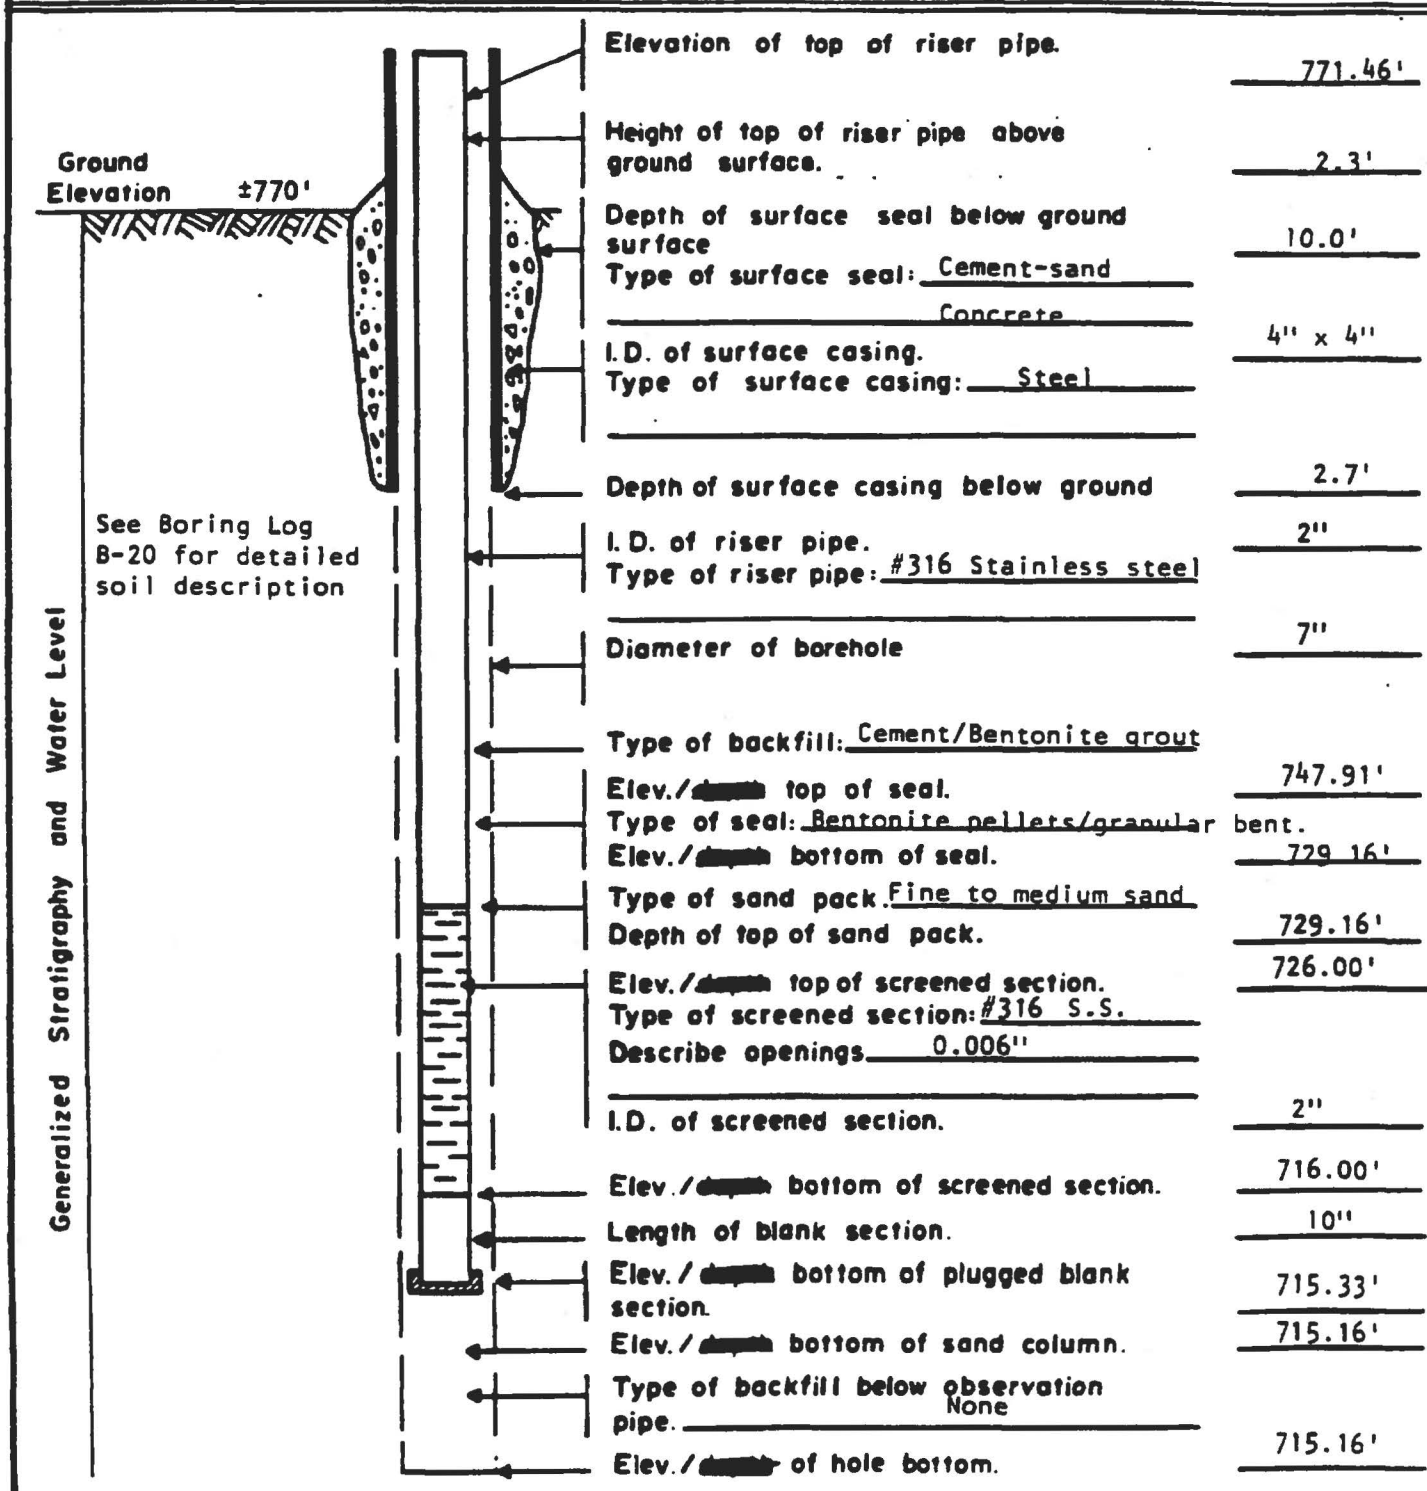 Elevation of top of riser pipe. 771.46'
Height of top of riser pipe above
ground surface. 2.3'
Ground
Elevation ±770'
Depth of surface seal below ground
surface 10.0'
Type of surface seal: Cement-sand
Concrete
I.D. of surface casing. 4" x 4"
Type of surface casing: Steel
Depth of surface casing below ground 2.7'
See Boring Log
B-20 for detailed
soil description
I.D. of riser pipe. 2"
Type of riser pipe: #316 Stainless steel
Diameter of borehole 7"
Generalized Stratigraphy and Water Level
Type of backfill: Cement/Bentonite grout
Elev./ top of seal. 747.91'
Type of seal: Bentonite pellets/granular bent.
Elev./ bottom of seal. 729 16'
Type of sand pack. Fine to medium sand
Depth of top of sand pack. 729.16'
Elev./ top of screened section. 726.00'
Type of screened section: #316 S.S.
Describe openings 0.006"
I.D. of screened section. 2"
Elev./ bottom of screened section. 716.00'
Length of blank section. 10"
Elev./ bottom of plugged blank
section. 715.33'
Elev./ bottom of sand column. 715.16'
Type of backfill below observation
pipe. None
Elev./ of hole bottom. 715.16'